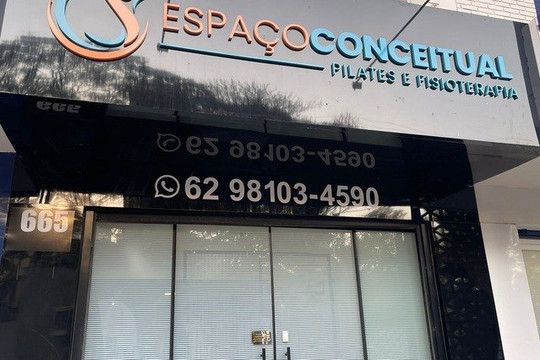 ESPAÇOCONCEITUAL
PILATES E FISIOTERAPIA
62 98103-4590
665